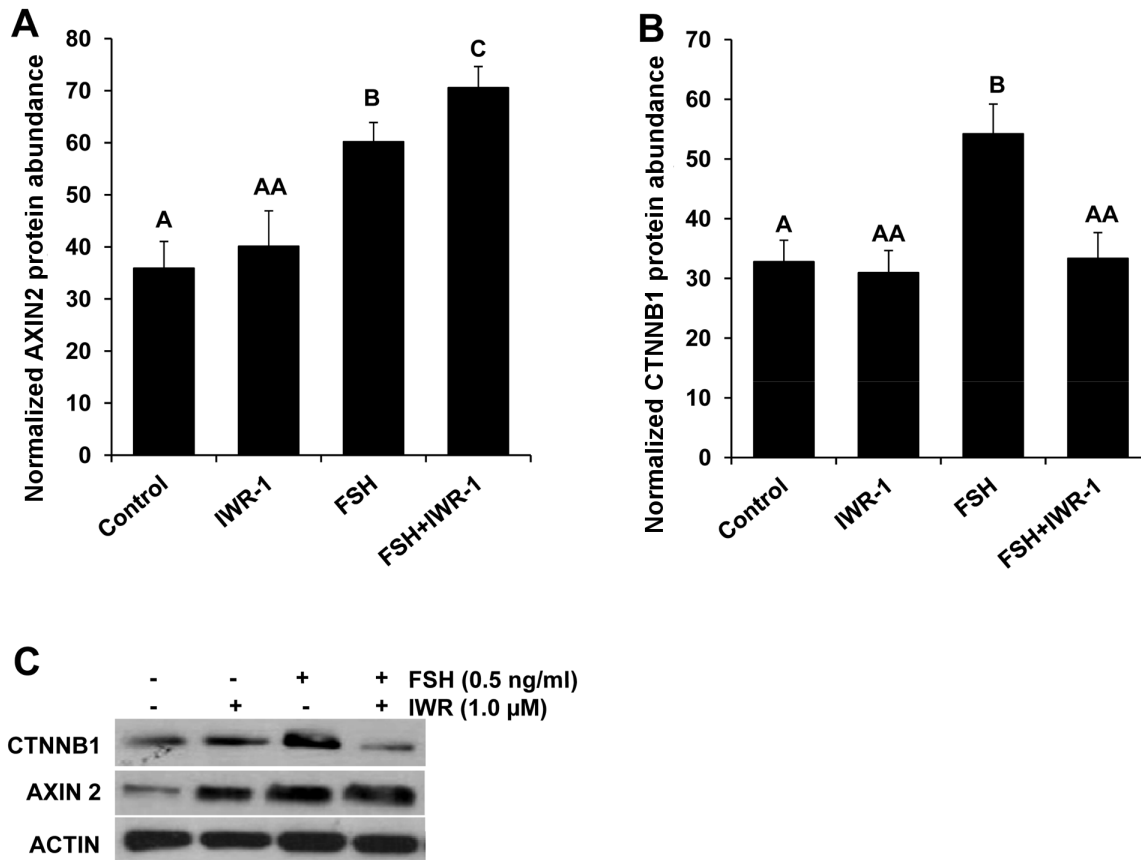 A
Normalized AXIN2 protein abundance
80
70
60
50
40
30
20
10
0
A
AA
B
C
Control
IWR-1
FSH
FSH+IWR-1
B
Normalized CTNNB1 protein abundance
70
60
50
40
30
20
10
0
A
AA
B
AA
Control
IWR-1
FSH
FSH+IWR-1
C
- - + + FSH (0.5 ng/ml)
- + - + IWR (1.0 µM)
CTNNB1
AXIN 2
ACTIN